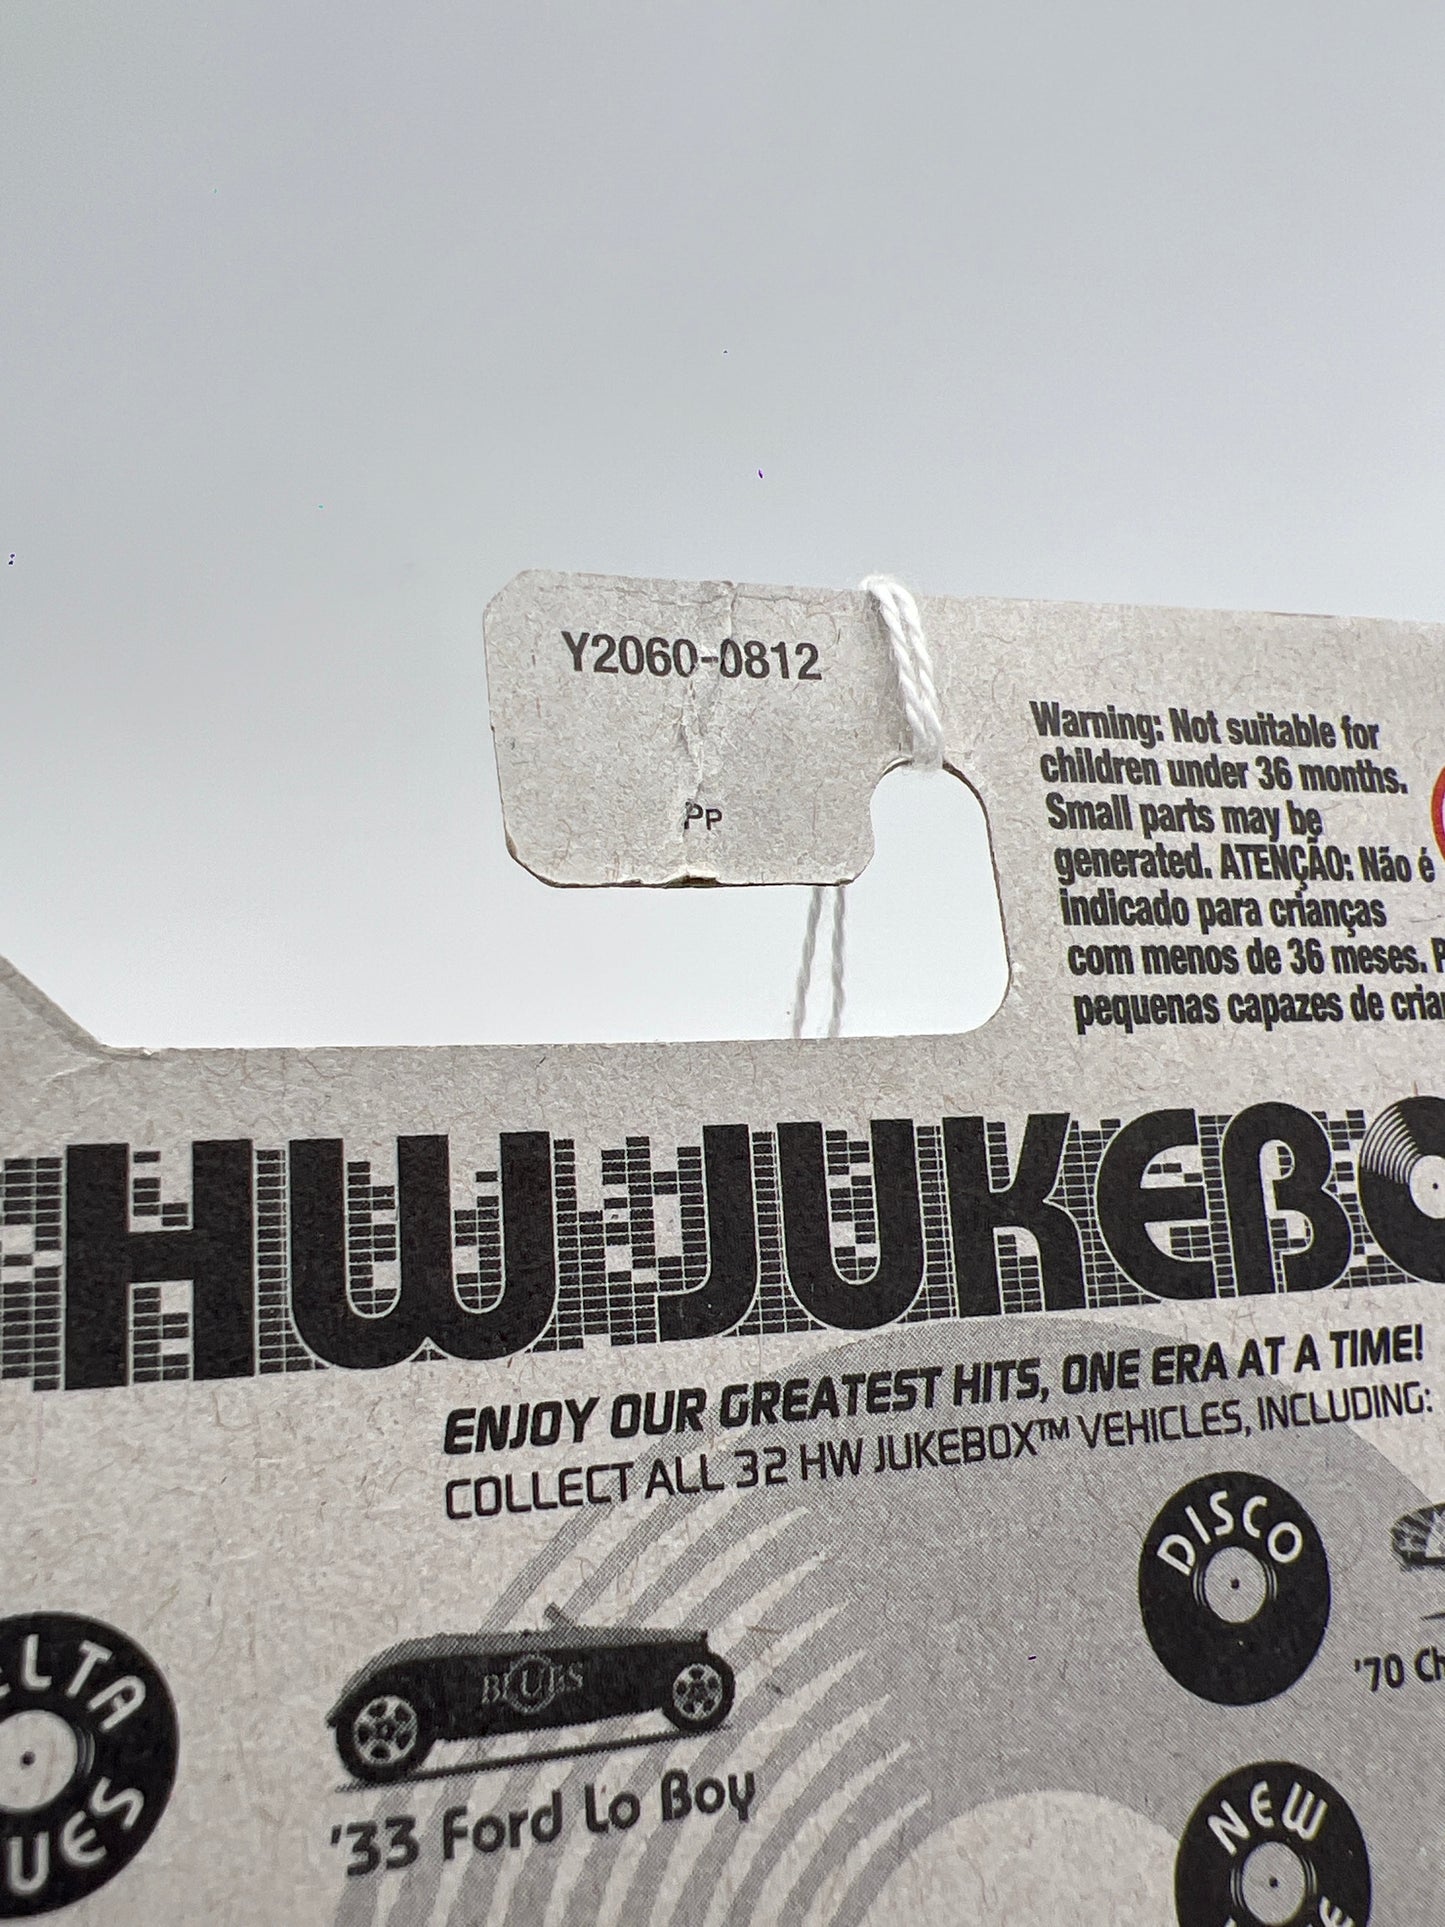 Y2060-0812
PP
Warning: Not suitable for
children under 36 months.
Small parts may be
generated. ATENÇÃO: Não é
indicado para crianças
com menos de 36 meses.
pequenas capazes de
HW JUKEBO
ENJOY OUR GREATEST HITS, ONE ERA AT A TIME!
COLLECT ALL 32 HW JUKEBOX™ VEHICLES, INCLUDING:
DISCO
BLUES
'33 Ford Lo Boy
'70
NEW